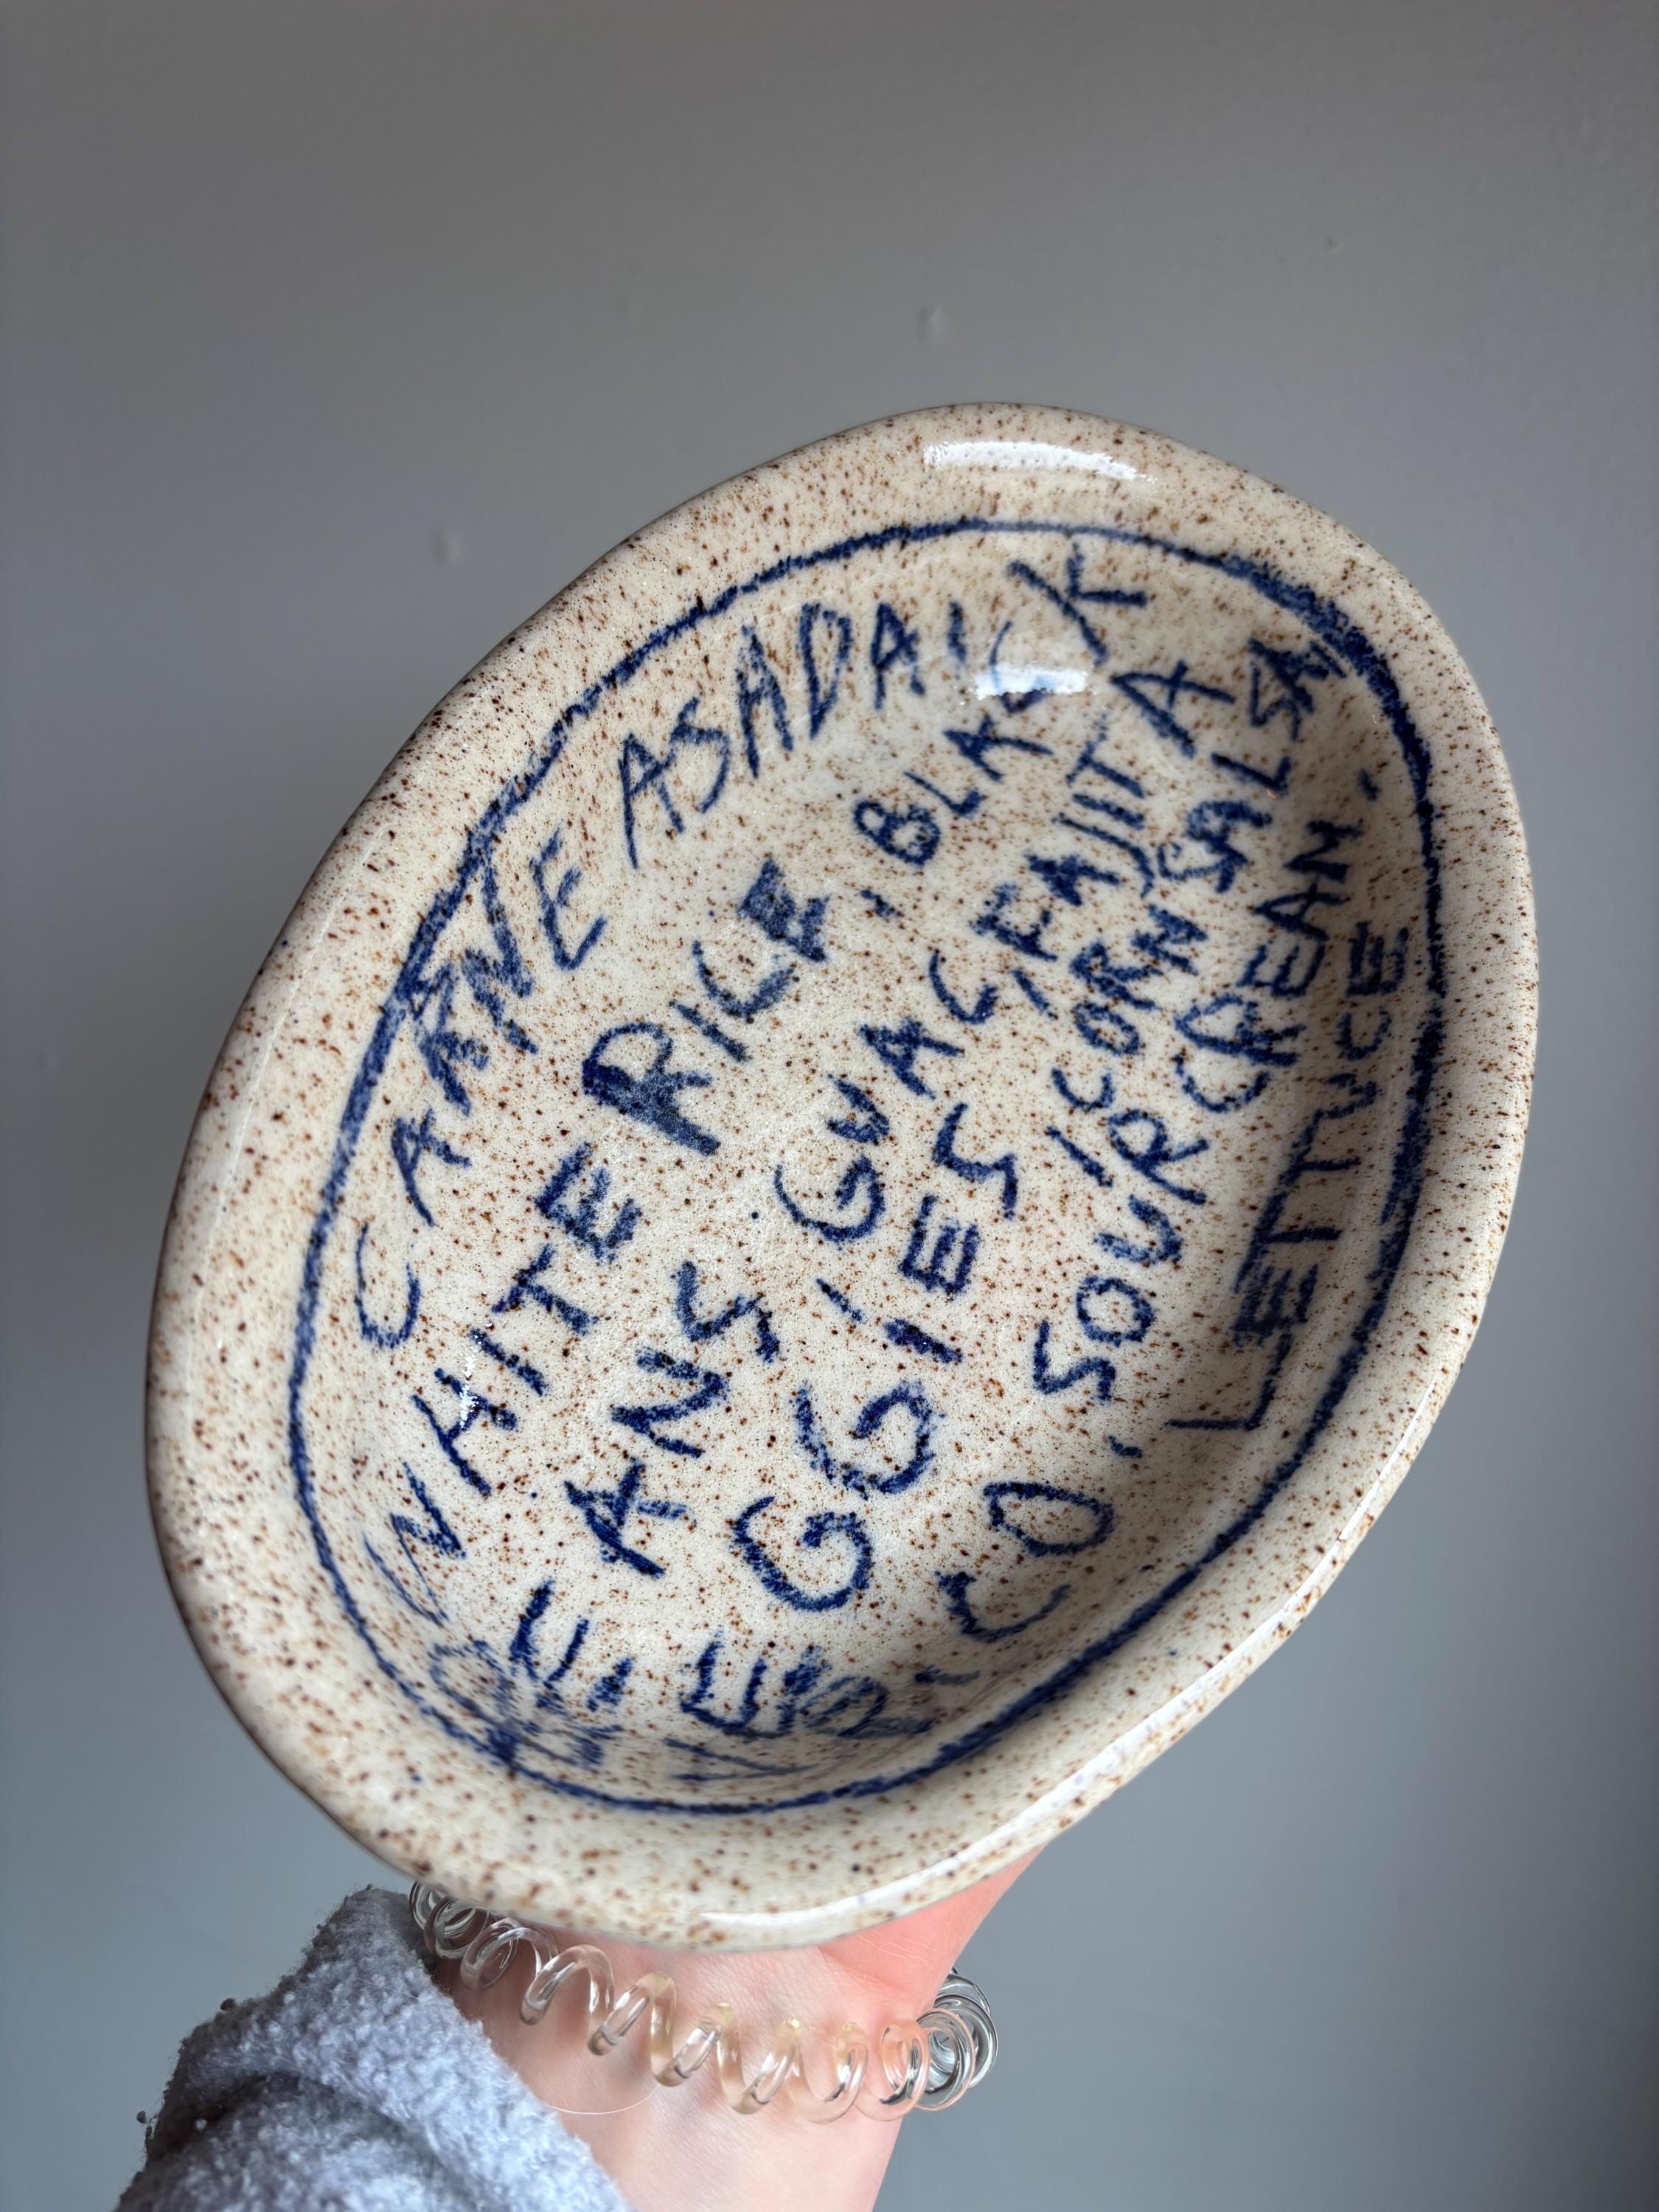 CARNE ASADA,
WHITE RICE, BLACK
BEANS, GUAC, FAJITA
VEGGIES, CORN SALSA
CO, SOUR CREAM,
LETTUCE